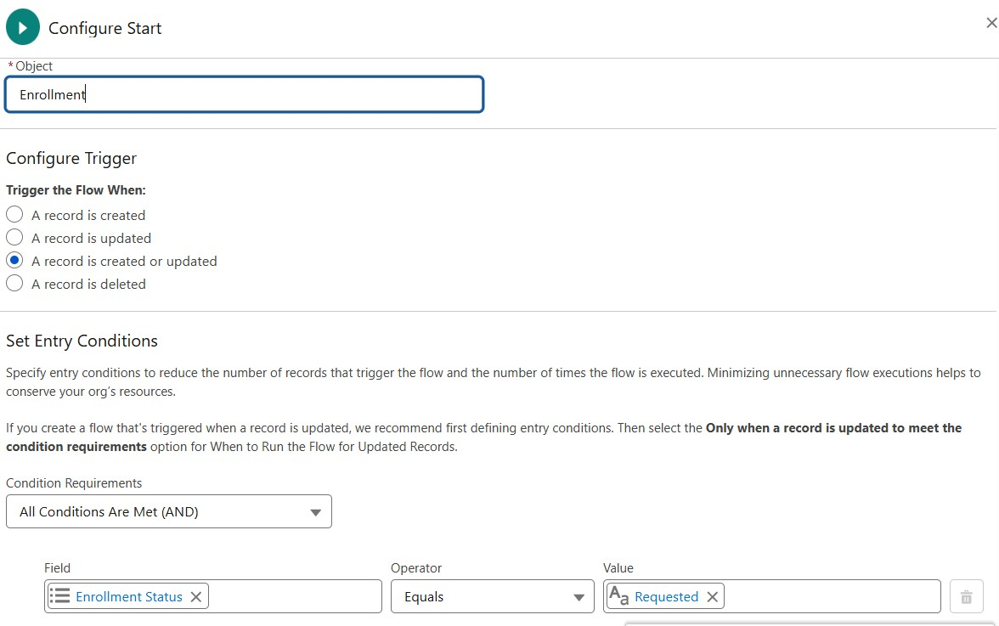 Configure Start
* Object
Enrollment
Configure Trigger
Trigger the Flow When:
A record is created
A record is updated
A record is created or updated
A record is deleted
Set Entry Conditions
Specify entry conditions to reduce the number of records that trigger the flow and the number of times the flow is executed. Minimizing unnecessary flow executions helps to
conserve your org's resources.
If you create a flow that's triggered when a record is updated, we recommend first defining entry conditions. Then select the Only when a record is updated to meet the
condition requirements option for When to Run the Flow for Updated Records.
Condition Requirements
All Conditions Are Met (AND)
Field Operator Value
Enrollment Status Equals Aa Requested